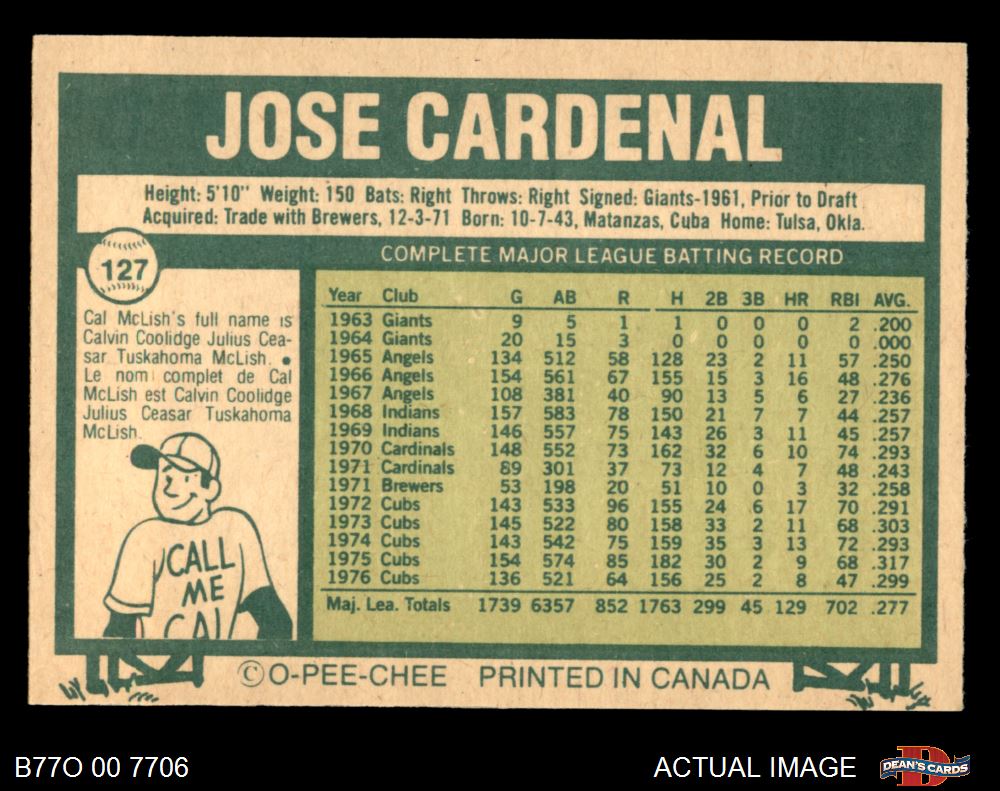 JOSE CARDENAL
Height: 5'10" Weight: 150 Bats: Right Throws: Right Signed: Giants-1961, Prior to Draft
Acquired: Trade with Brewers, 12-3-71 Born: 10-7-43, Matanzas, Cuba Home: Tulsa, Okla.
127
Cal McLish's full name is
Calvin Coolidge Julius Cea-
sar Tuskahoma McLish. ●
Le nom complet de Cal
McLish est Calvin Coolidge
Julius Ceasar Tuskahoma
McLish.
CALL
ME
CAL
COMPLETE MAJOR LEAGUE BATTING RECORD
Year Club G AB R H 2B 3B HR RBI AVG.
1963 Giants 9 5 1 1 0 0 0 2 .200
1964 Giants 20 15 3 0 0 0 0 0 .000
1965 Angels 134 512 58 128 23 2 11 57 .250
1966 Angels 154 561 67 155 15 3 16 48 .276
1967 Angels 108 381 40 90 13 5 6 27 .236
1968 Indians 157 583 78 150 21 7 7 44 .257
1969 Indians 146 557 75 143 26 3 11 45 .257
1970 Cardinals 148 552 73 162 32 6 10 74 .293
1971 Cardinals 89 301 37 73 12 4 7 48 .243
1971 Brewers 53 198 20 51 10 0 3 32 .258
1972 Cubs 143 533 96 155 24 6 17 70 .291
1973 Cubs 145 522 80 158 33 2 11 68 .303
1974 Cubs 143 542 75 159 35 3 13 72 .293
1975 Cubs 154 574 85 182 30 2 9 68 .317
1976 Cubs 136 521 64 156 25 2 8 47 .299
Maj. Lea. Totals 1739 6357 852 1763 299 45 129 702 .277
©O-PEE-CHEE PRINTED IN CANADA
B77O 00 7706
ACTUAL IMAGE
D
DEAN'S CARDS